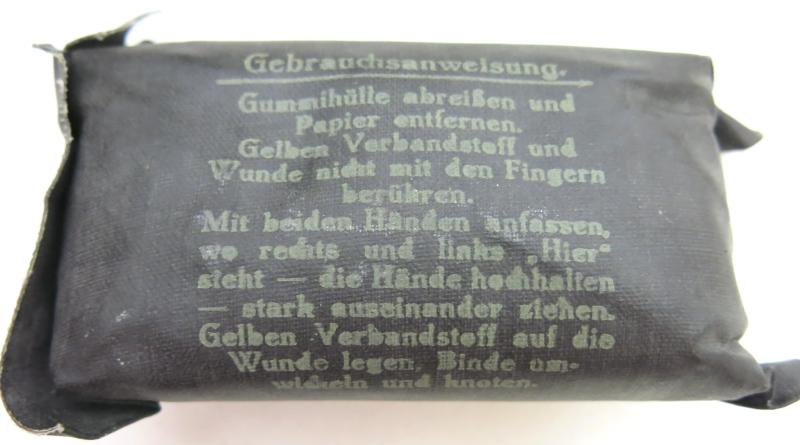 Gebrauchsanweisung.
Gummihülle abreißen und
Papier entfernen.
Gelben Verbandstoff und
Wunde nicht mit den Fingern
berühren.
Mit beiden Händen anfassen,
wo rechts und links „Hier“
steht — die Hände hochhalten
— stark auseinander ziehen.
Gelben Verbandstoff auf die
Wunde legen, Binde um-
wickeln und knoten.